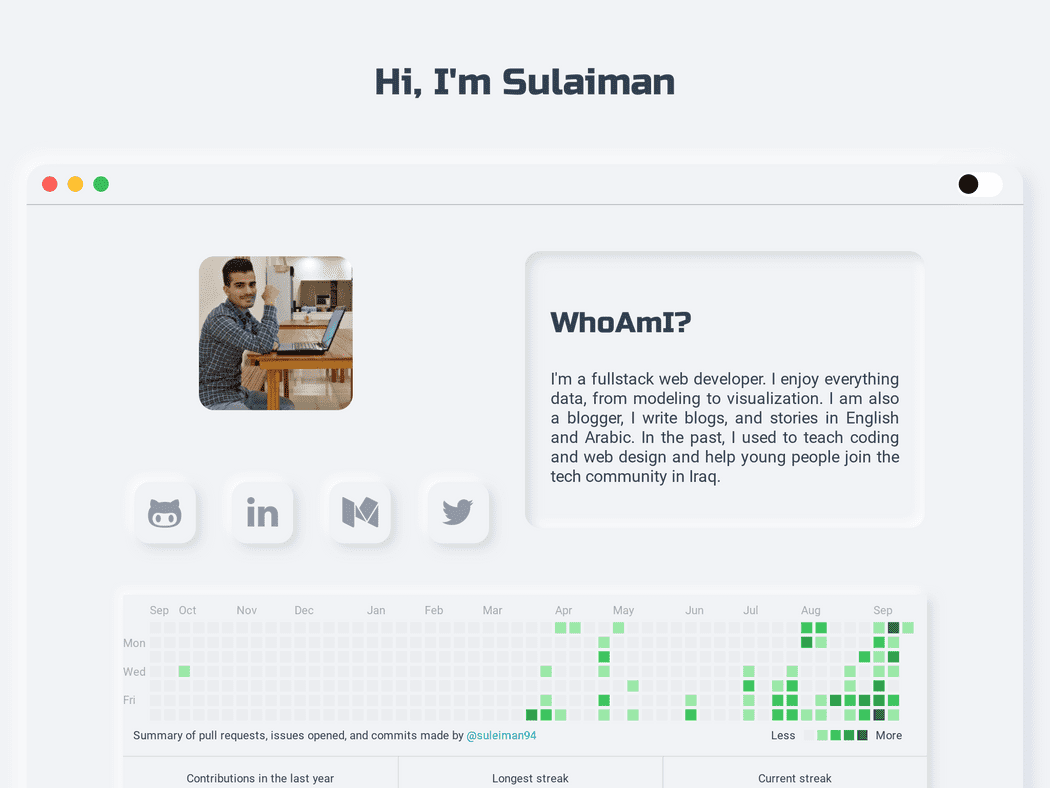 Hi, I'm Sulaiman
WhoAmI?
I'm a fullstack web developer. I enjoy everything
data, from modeling to visualization. I am also
a blogger, I write blogs, and stories in English
and Arabic. In the past, I used to teach coding
and web design and help young people join the
tech community in Iraq.
in
Sep Oct Nov Dec Jan Feb Mar Apr May Jun Jul Aug Sep
Mon
Wed
Fri
Summary of pull requests, issues opened, and commits made by @suleiman94 Less More
Contributions in the last year Longest streak Current streak